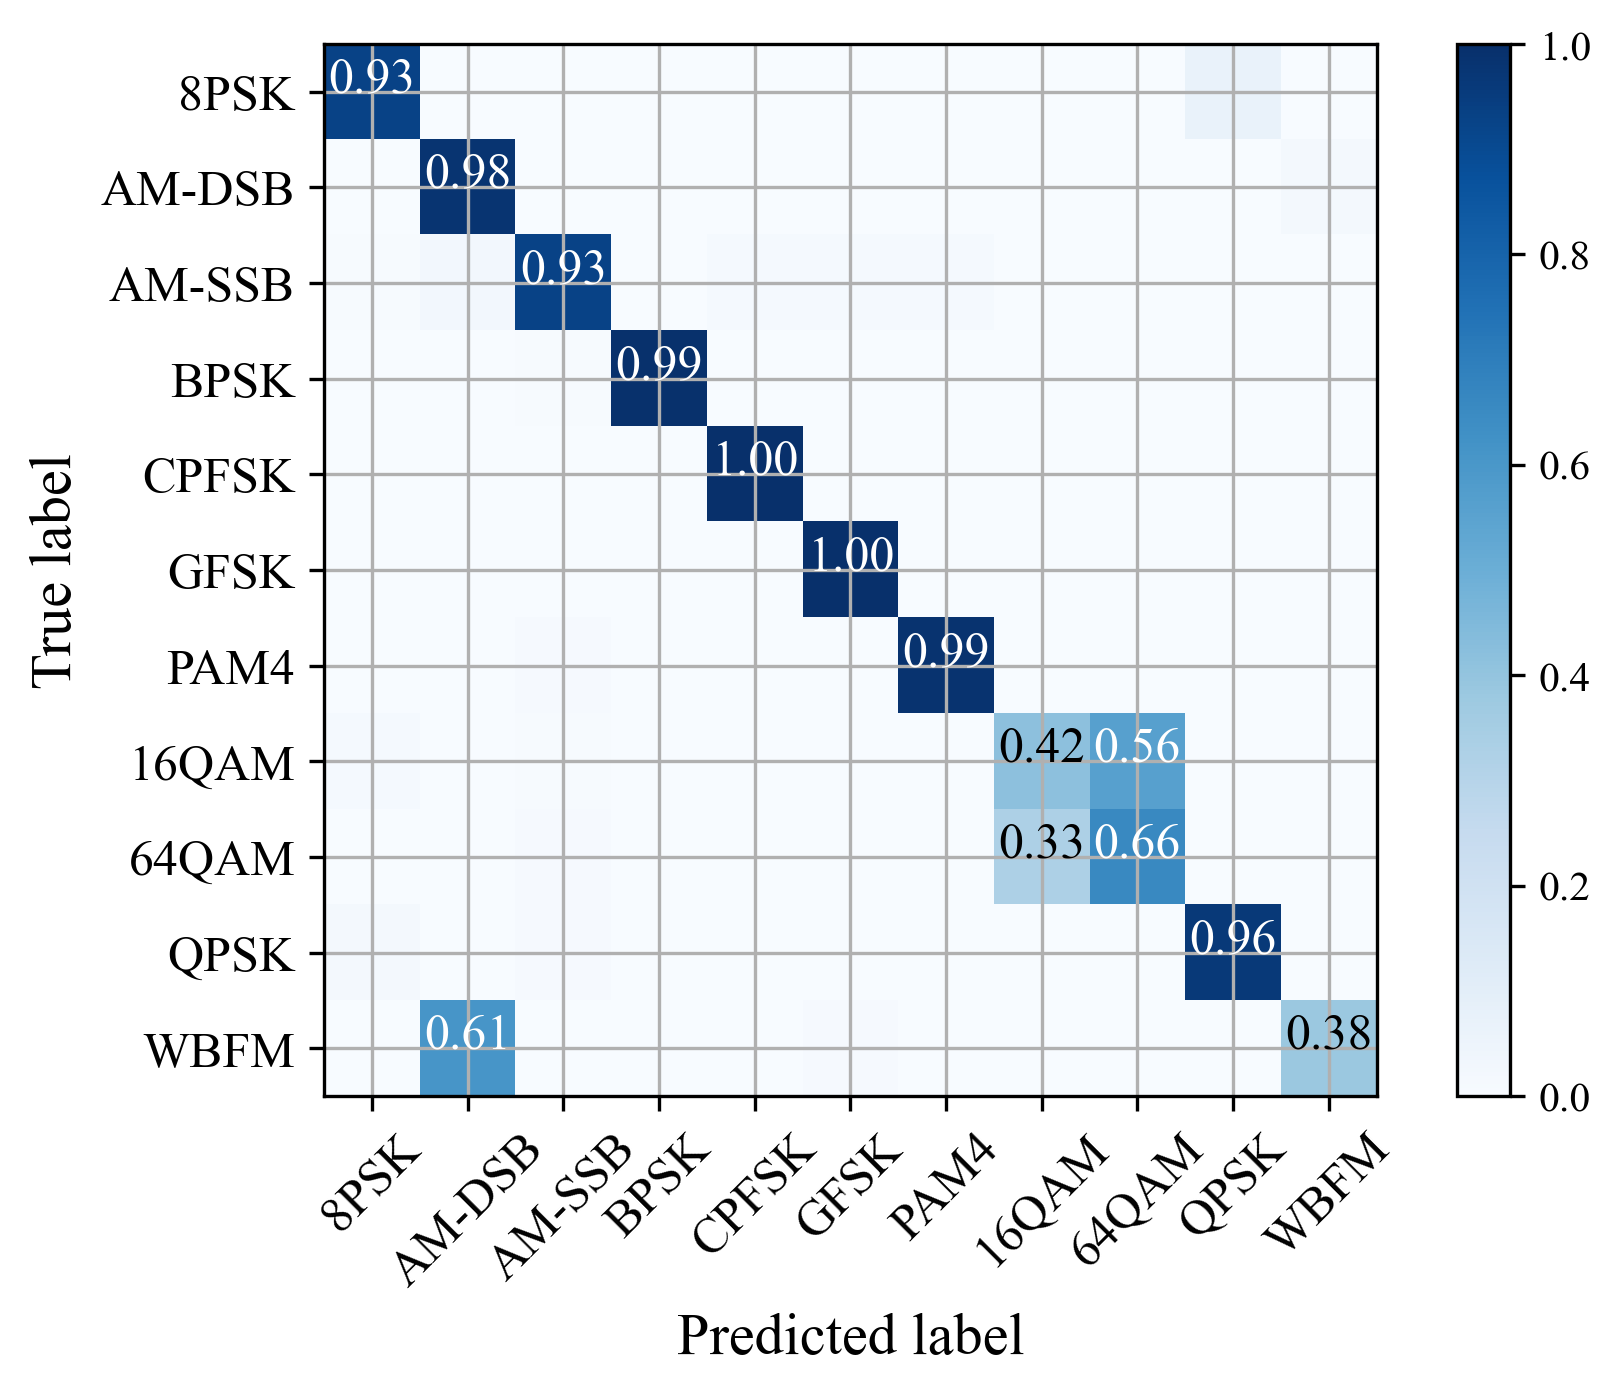 True label
8PSK
AM-DSB
AM-SSB
BPSK
CPFSK
GFSK
PAM4
16QAM
64QAM
QPSK
WBFM
0.93
0.98
0.93
0.99
1.00
1.00
0.99
0.42 0.56
0.33 0.66
0.96
0.61 0.38
8PSK
AM-DSB
AM-SSB
BPSK
CPFSK
GFSK
PAM4
16QAM
64QAM
QPSK
WBFM
Predicted label
1.0
0.8
0.6
0.4
0.2
0.0